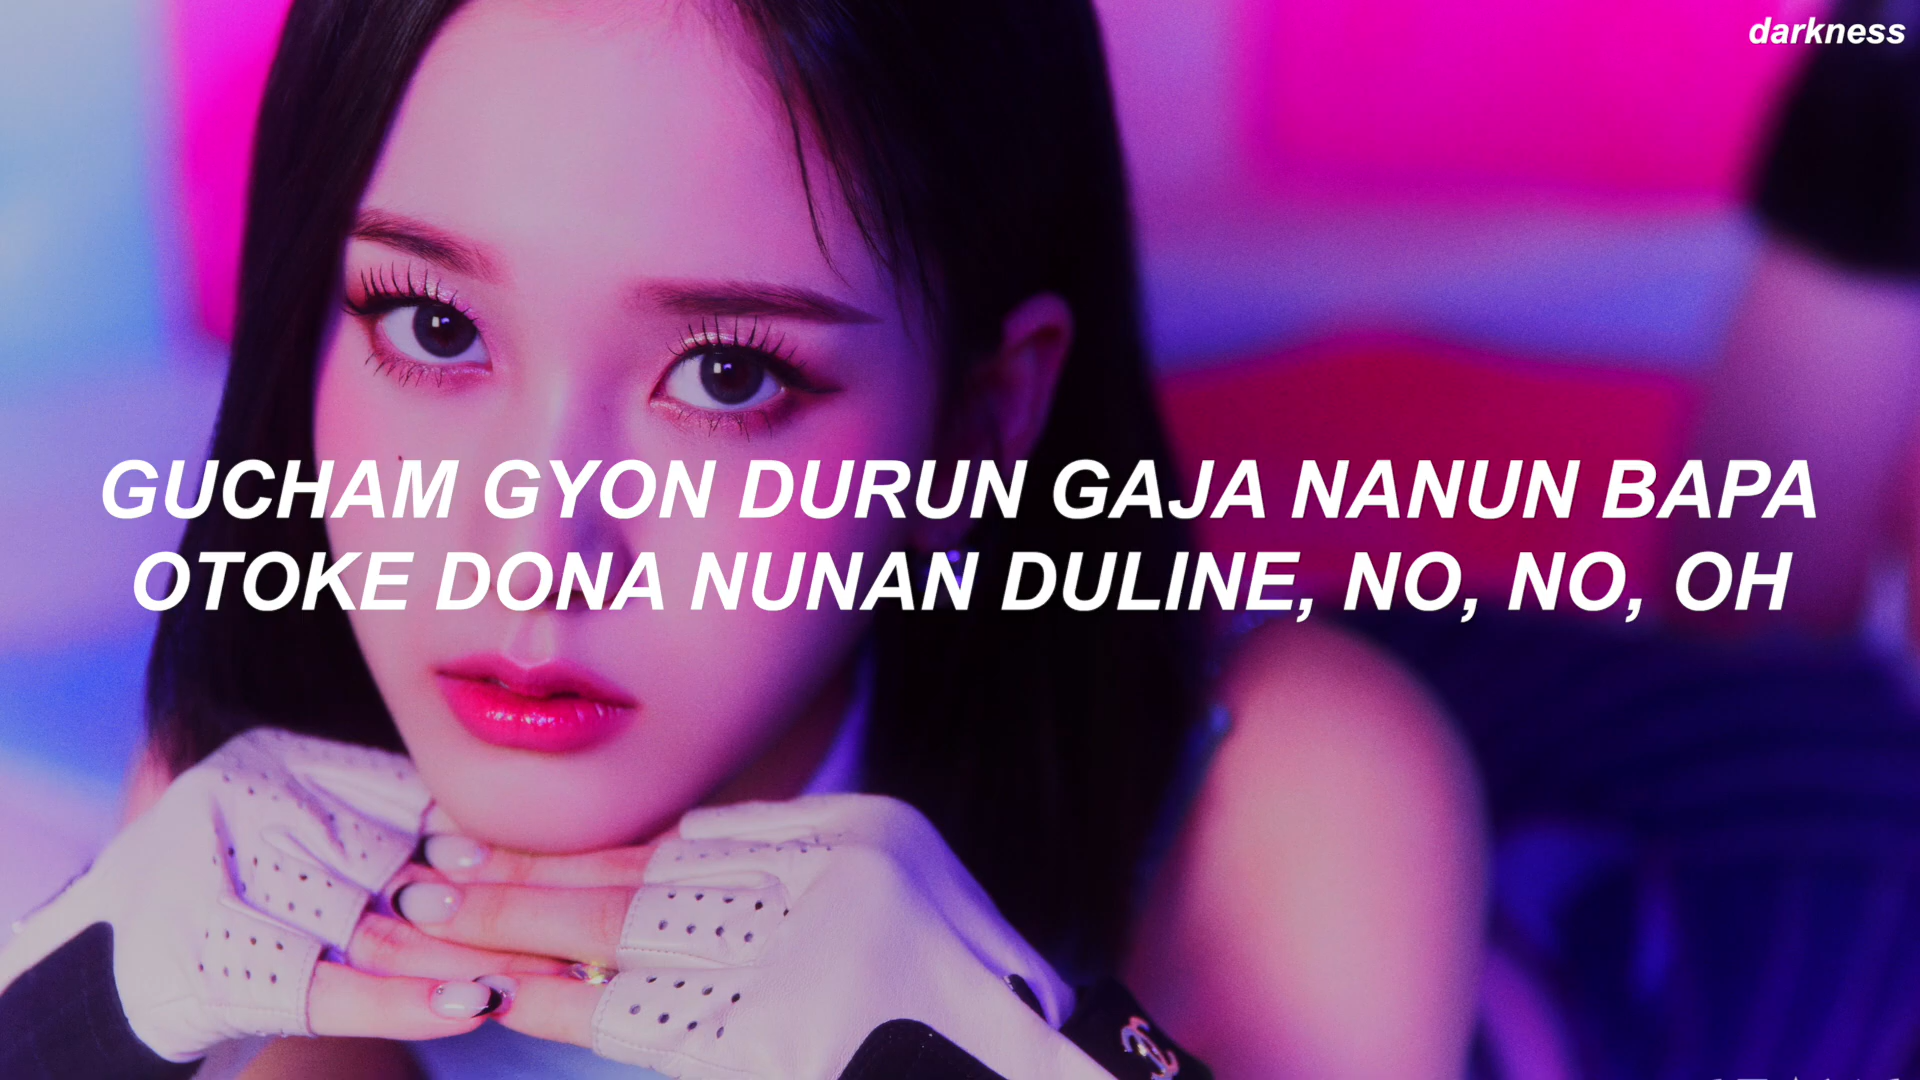 darkness
GUCHAM GYON DURUN GAJA NANUN BAPA
OTOKE DONA NUNAN DULINE, NO, NO, OH